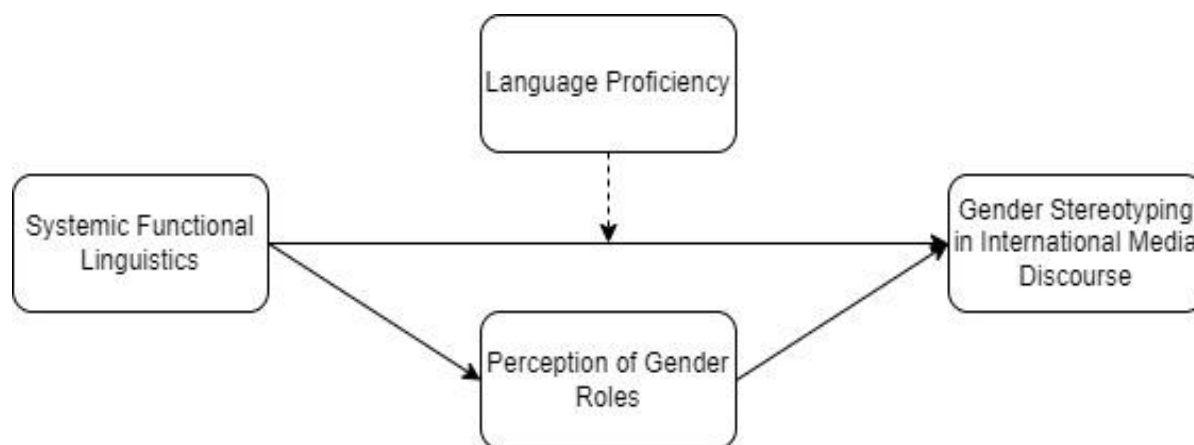 Language Proficiency
Systemic Functional
Linguistics
Gender Stereotyping
in International Media
Discourse
Perception of Gender
Roles